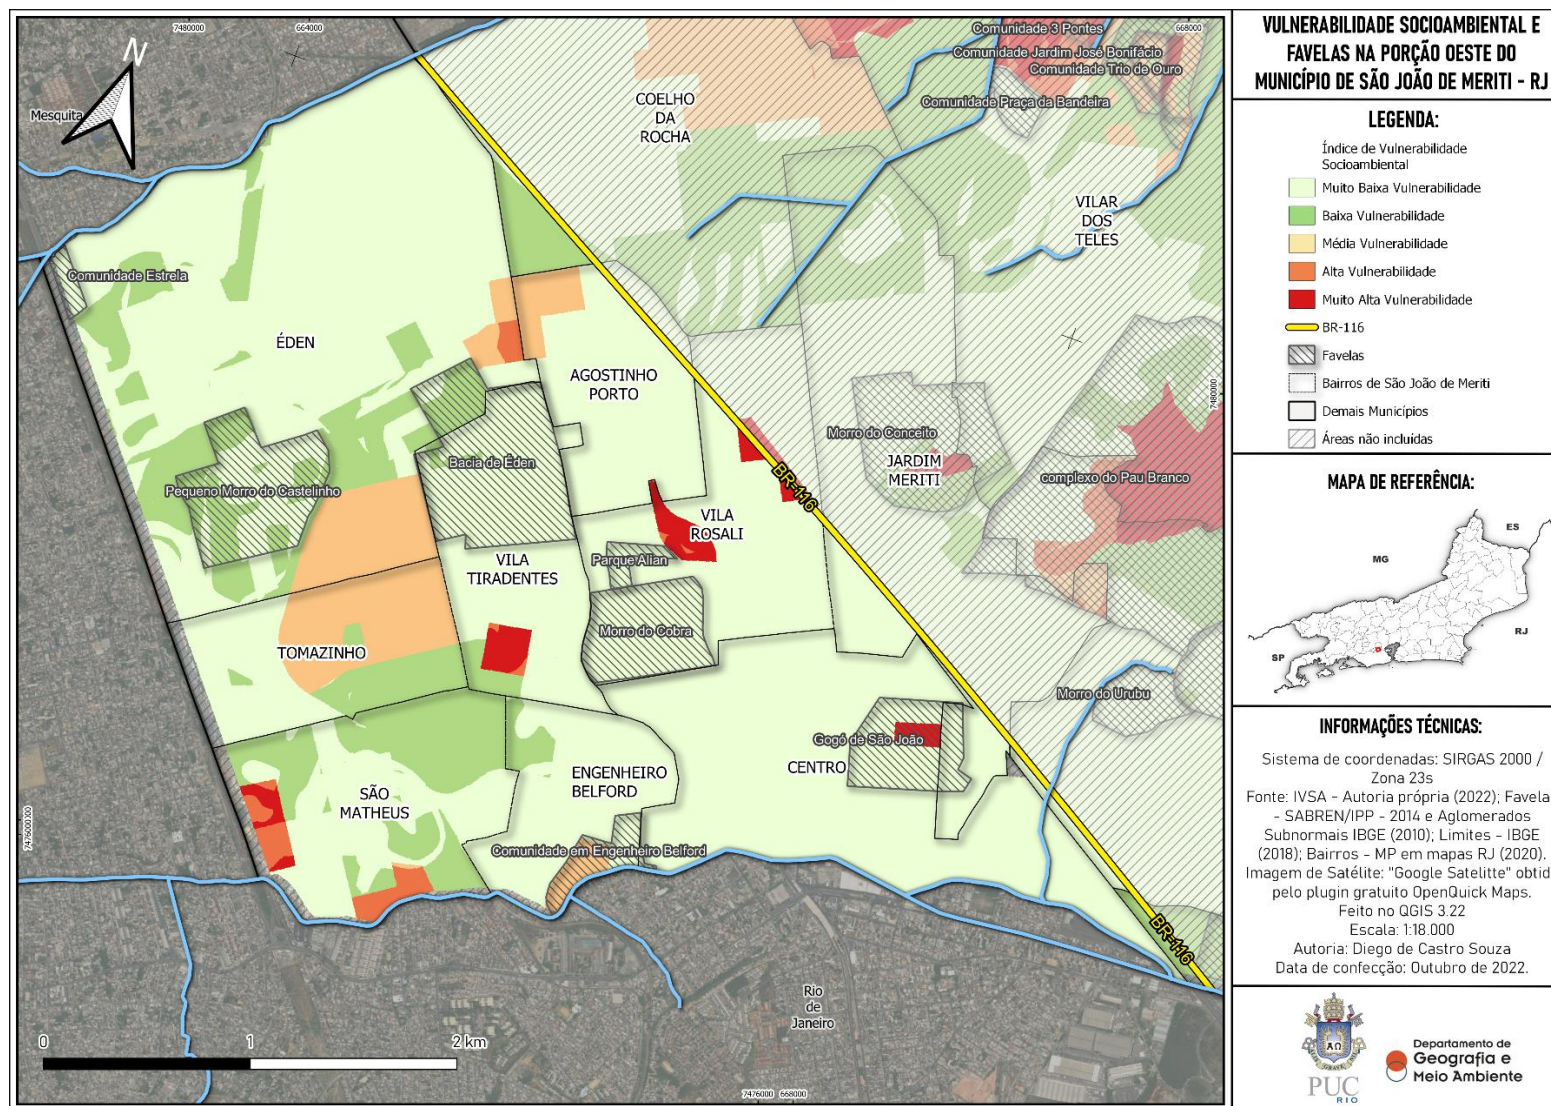 7480000
664000
668000
N
Mesquita
COELHO
DA
ROCHA
Comunidade 3 Pontes
Comunidade Jardim José Bonifácio
Comunidade Trio de Ouro
Comunidade Praça da Bandeira
VILAR
DOS
TELES
Comunidade Estrela
ÉDEN
AGOSTINHO
PORTO
7480000
Morro do Conceito
JARDIM
MERITI
Bacia de Éden
Pequeno Morro do Castelinho
complexo do Pau Branco
BR-116
VILA
ROSALI
VILA
TIRADENTES
Parque Alian
Morro do Cobra
TOMAZINHO
Morro do Urubu
Gogó de São João
CENTRO
ENGENHEIRO
BELFORD
SÃO
MATHEUS
7476000
Comunidade em Engenheiro Belford
BR-116
Rio
de
Janeiro
0 1 2 km
7476000 668000
VULNERABILIDADE SOCIOAMBIENTAL E
FAVELAS NA PORÇÃO OESTE DO
MUNICÍPIO DE SÃO JOÃO DE MERITI - RJ
LEGENDA:
Índice de Vulnerabilidade
Socioambiental
Muito Baixa Vulnerabilidade
Baixa Vulnerabilidade
Média Vulnerabilidade
Alta Vulnerabilidade
Muito Alta Vulnerabilidade
BR-116
Favelas
Bairros de São João de Meriti
Demais Municípios
Áreas não incluídas
MAPA DE REFERÊNCIA:
ES
MG
RJ
SP
INFORMAÇÕES TÉCNICAS:
Sistema de coordenadas: SIRGAS 2000 /
Zona 23s
Fonte: IVSA - Autoria própria (2022); Favela
- SABREN/IPP - 2014 e Aglomerados
Subnormais IBGE (2010); Limites - IBGE
(2018); Bairros - MP em mapas RJ (2020).
Imagem de Satélite: "Google Satelitte" obtid
pelo plugin gratuito OpenQuick Maps.
Feito no QGIS 3.22
Escala: 1:18.000
Autoria: Diego de Castro Souza
Data de confecção: Outubro de 2022.
PUC
RIO
Departamento de
Geografia e
Meio Ambiente